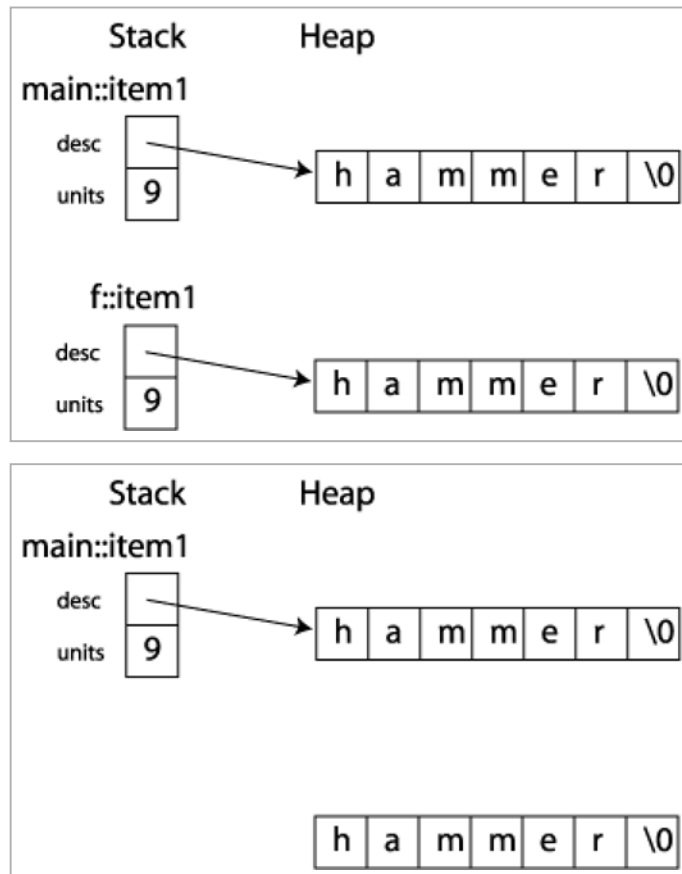 Stack Heap
main::item1
desc
h a m m e r \0
units 9
f::item1
desc
h a m m e r \0
units 9
Stack Heap
main::item1
desc
h a m m e r \0
units 9
h a m m e r \0